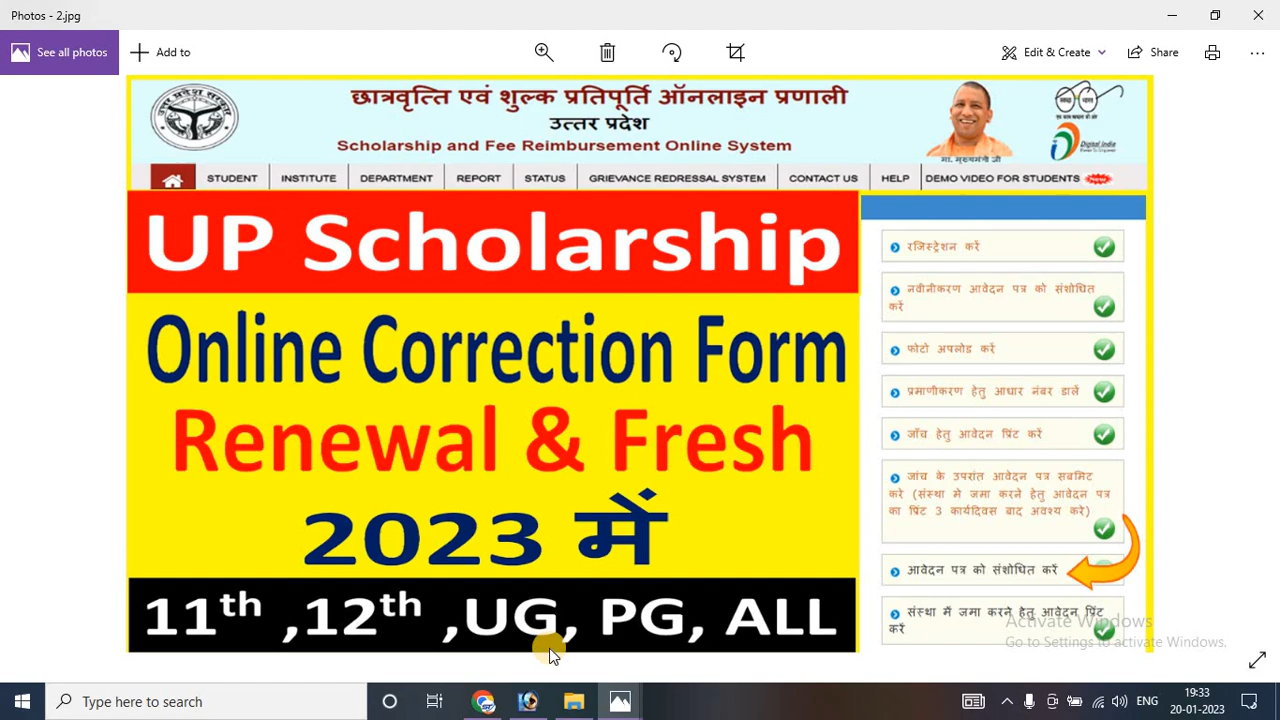 Photos - 2.jpg
See all photos
Add to
Edit & Create
Share
छात्रवृत्ति एवं शुल्क प्रतिपूर्ति ऑनलाइन प्रणाली
उत्तर प्रदेश
Scholarship and Fee Reimbursement Online System
मा. मुख्यमंत्री जी
Digital India
STUDENT
INSTITUTE
DEPARTMENT
REPORT
STATUS
GRIEVANCE REDRESSAL SYSTEM
CONTACT US
HELP
DEMO VIDEO FOR STUDENTS
UP Scholarship
Online Correction Form
Renewal & Fresh
2023 में
11th ,12th ,UG, PG, ALL
रजिस्ट्रेशन करें
नवीनीकरण आवेदन पत्र को संशोधित
करें
फोटो अपलोड करें
प्रमाणीकरण हेतु आधार नंबर डालें
जाँच हेतु आवेदन प्रिंट करें
जांच के उपरांत आवेदन पत्र सबमिट
करे (संस्था मे जमा करने हेतु आवेदन पत्र
का प्रिंट 3 कार्यदिवस बाद अवश्य करें)
आवेदन पत्र को संशोधित करें
संस्था में जमा करने हेतु आवेदन प्रिंट
करें
Activate Windows
Go to Settings to activate Windows.
Type here to search
ENG
19:33
20-01-2023